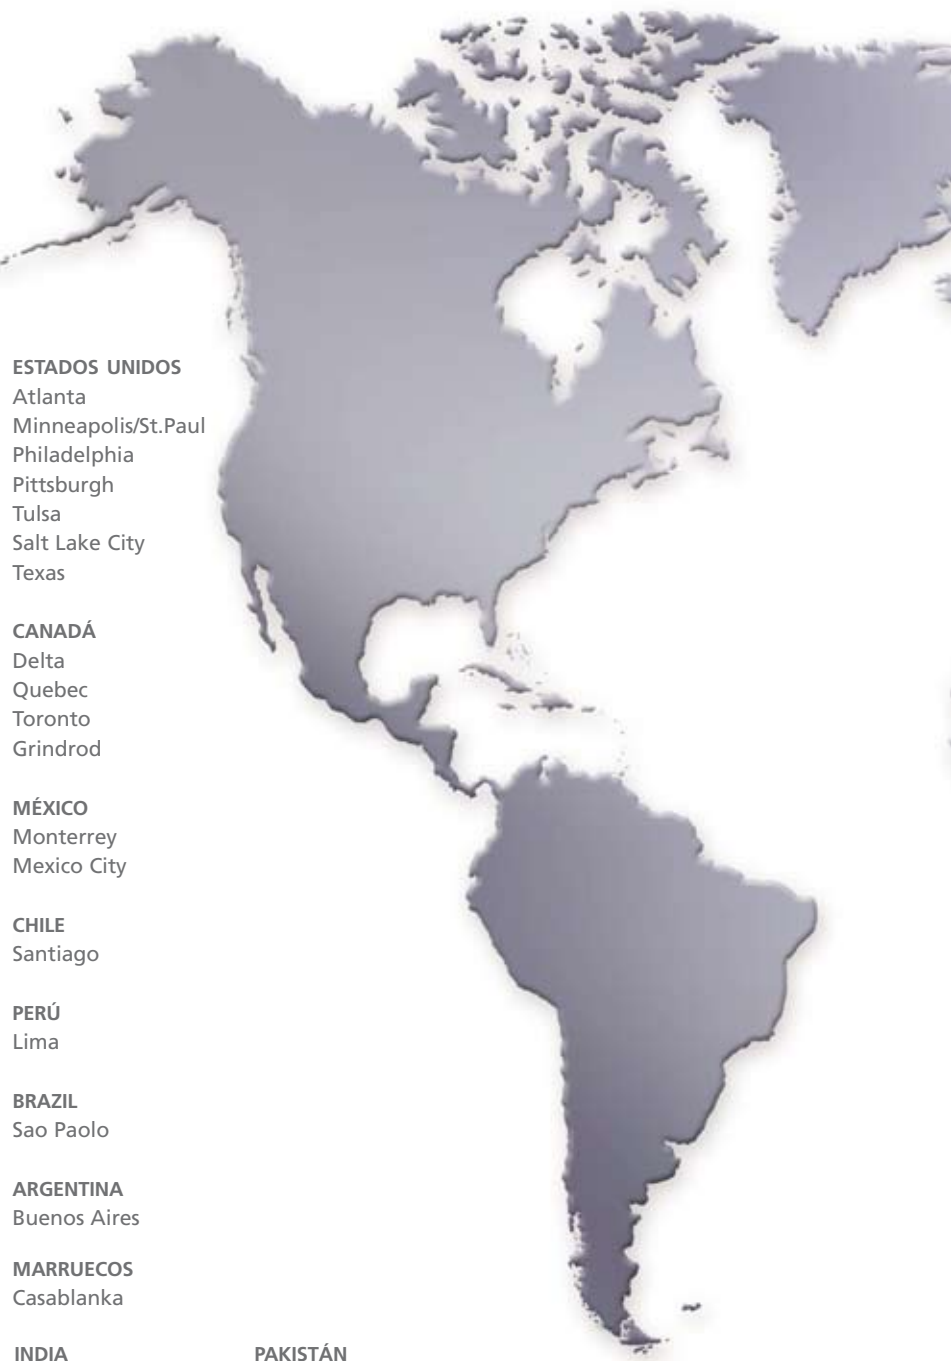 ESTADOS UNIDOS
Atlanta
Minneapolis/St.Paul
Philadelphia
Pittsburgh
Tulsa
Salt Lake City
Texas
CANADÁ
Delta
Quebec
Toronto
Grindrod
MÉXICO
Monterrey
Mexico City
CHILE
Santiago
PERÚ
Lima
BRAZIL
Sao Paolo
ARGENTINA
Buenos Aires
MARRUECOS
Casablanka
INDIA
PAKISTÁN